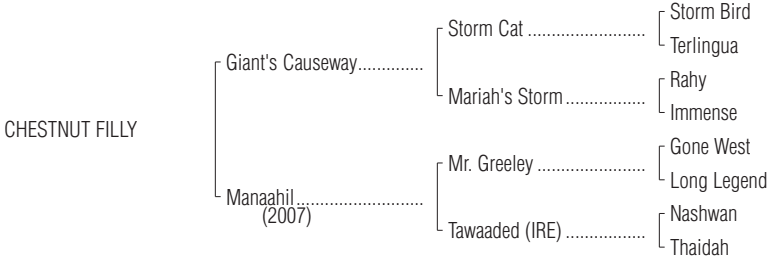 Storm Bird
Storm Cat ........................
Terlingua
Giant's Causeway..............
Rahy
Mariah's Storm ................
Immense
CHESTNUT FILLY
Gone West
Mr. Greeley ......................
Long Legend
Manaahil..........................
(2007)
Nashwan
Tawaaded (IRE) ................
Thaidah